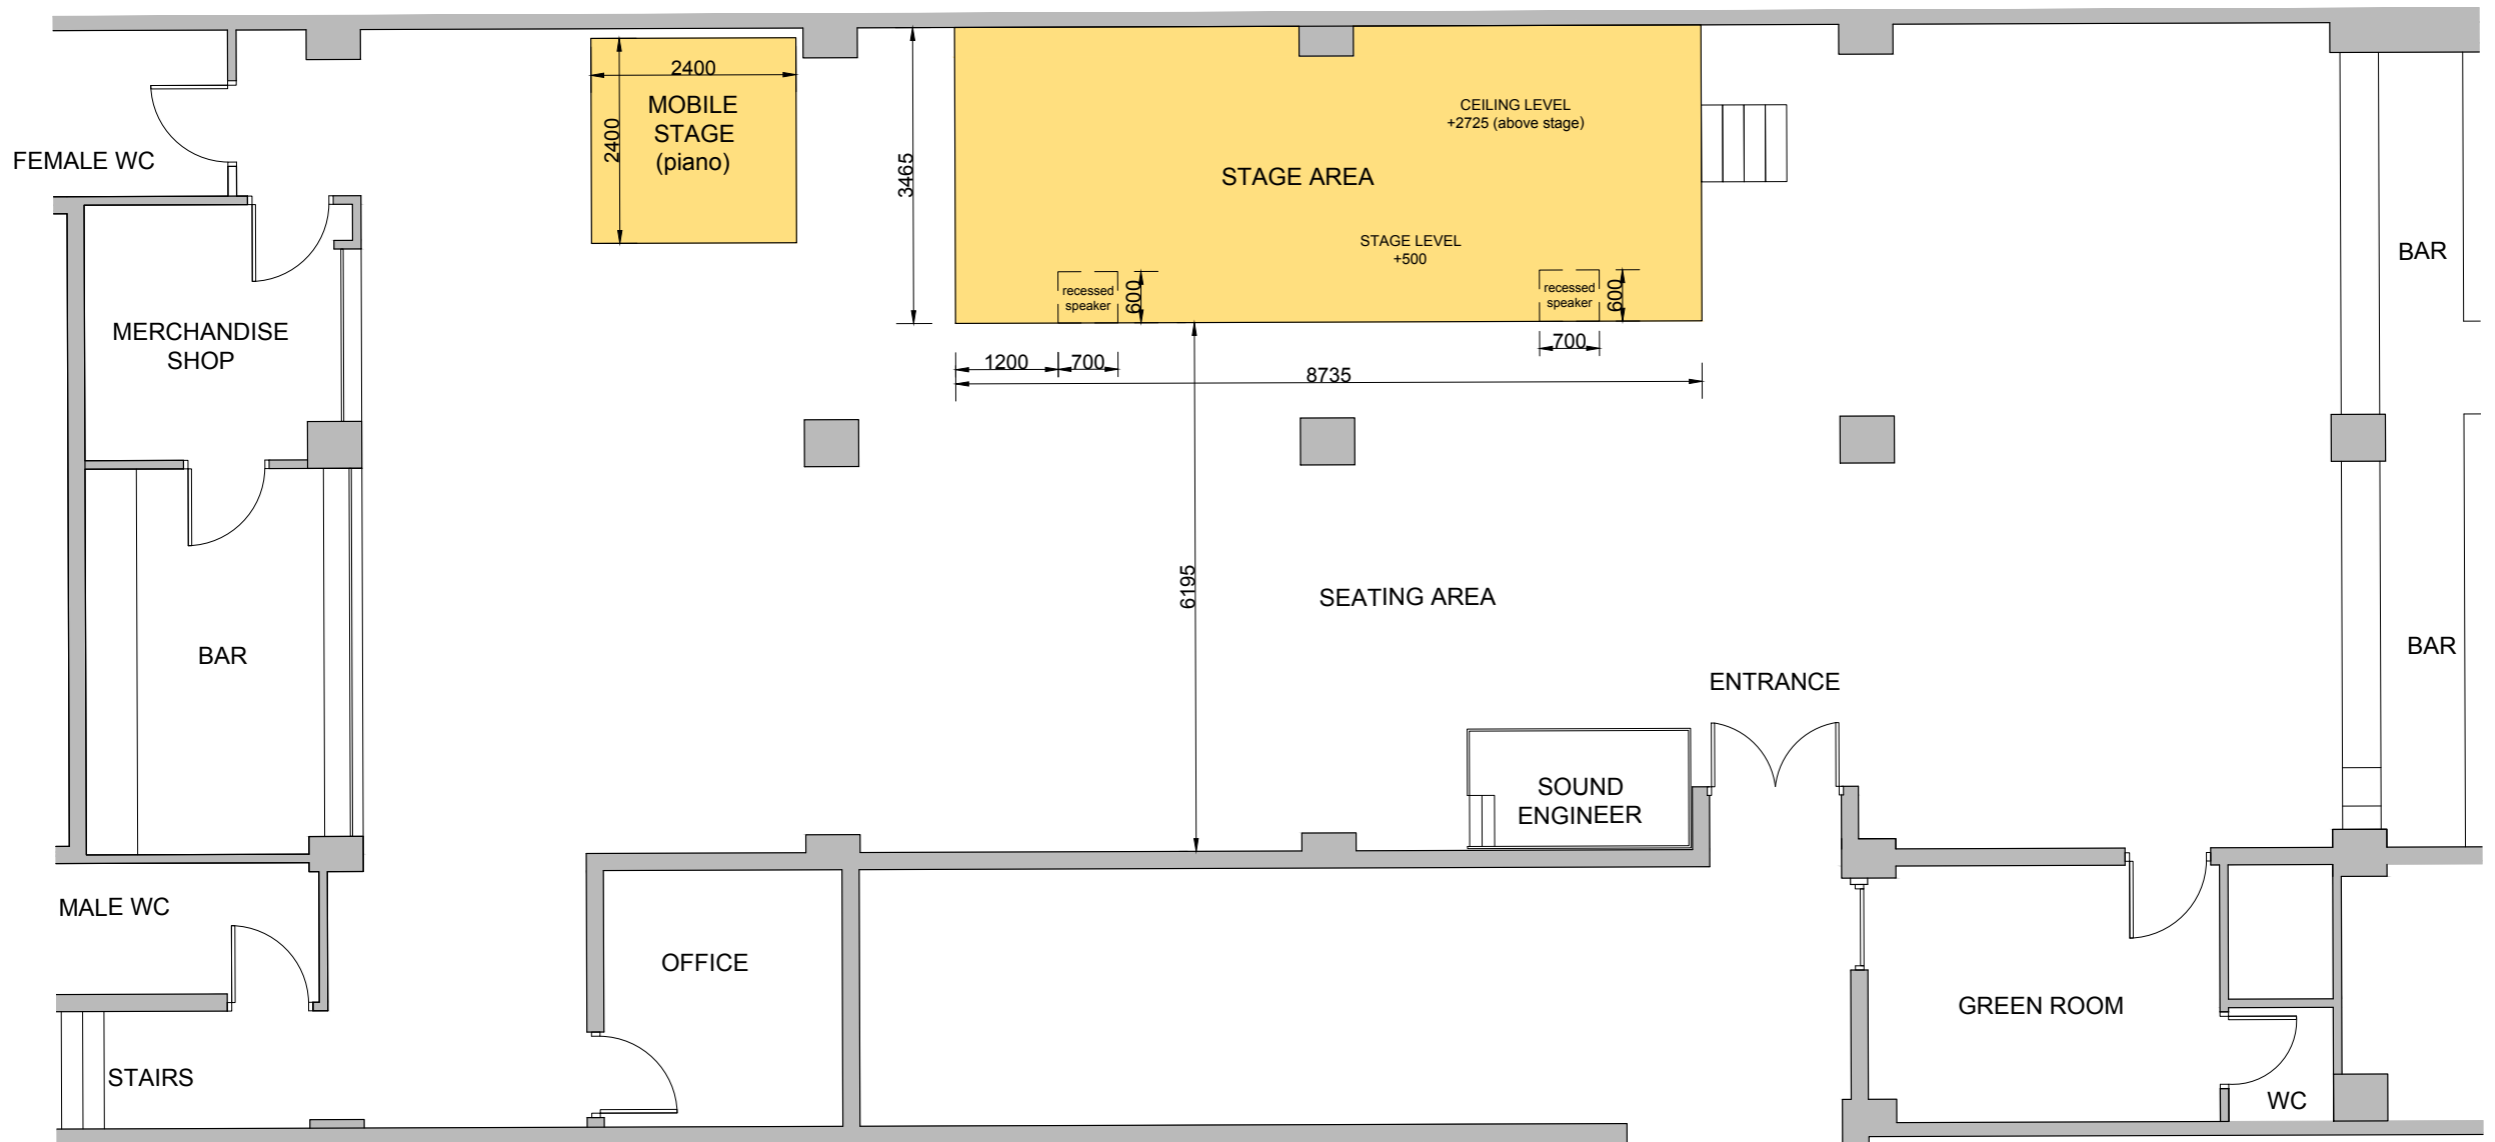 2400
MOBILE
STAGE
(piano)
2400
CEILING LEVEL
+2725 (above stage)
FEMALE WC
3465
STAGE AREA
STAGE LEVEL
+500
BAR
recessed
speaker
600
recessed
speaker
600
MERCHANDISE
SHOP
1200
700
700
8735
6195
SEATING AREA
BAR
BAR
ENTRANCE
SOUND
ENGINEER
MALE WC
OFFICE
GREEN ROOM
STAIRS
WC